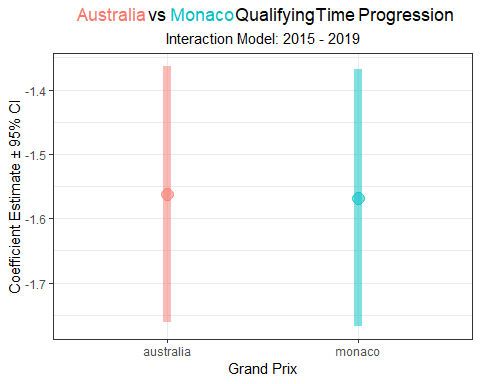 Australia vs Monaco Qualifying Time Progression
Interaction Model: 2015 - 2019
Coefficient Estimate ± 95% CI
-1.4
-1.5
-1.6
-1.7
australia
monaco
Grand Prix